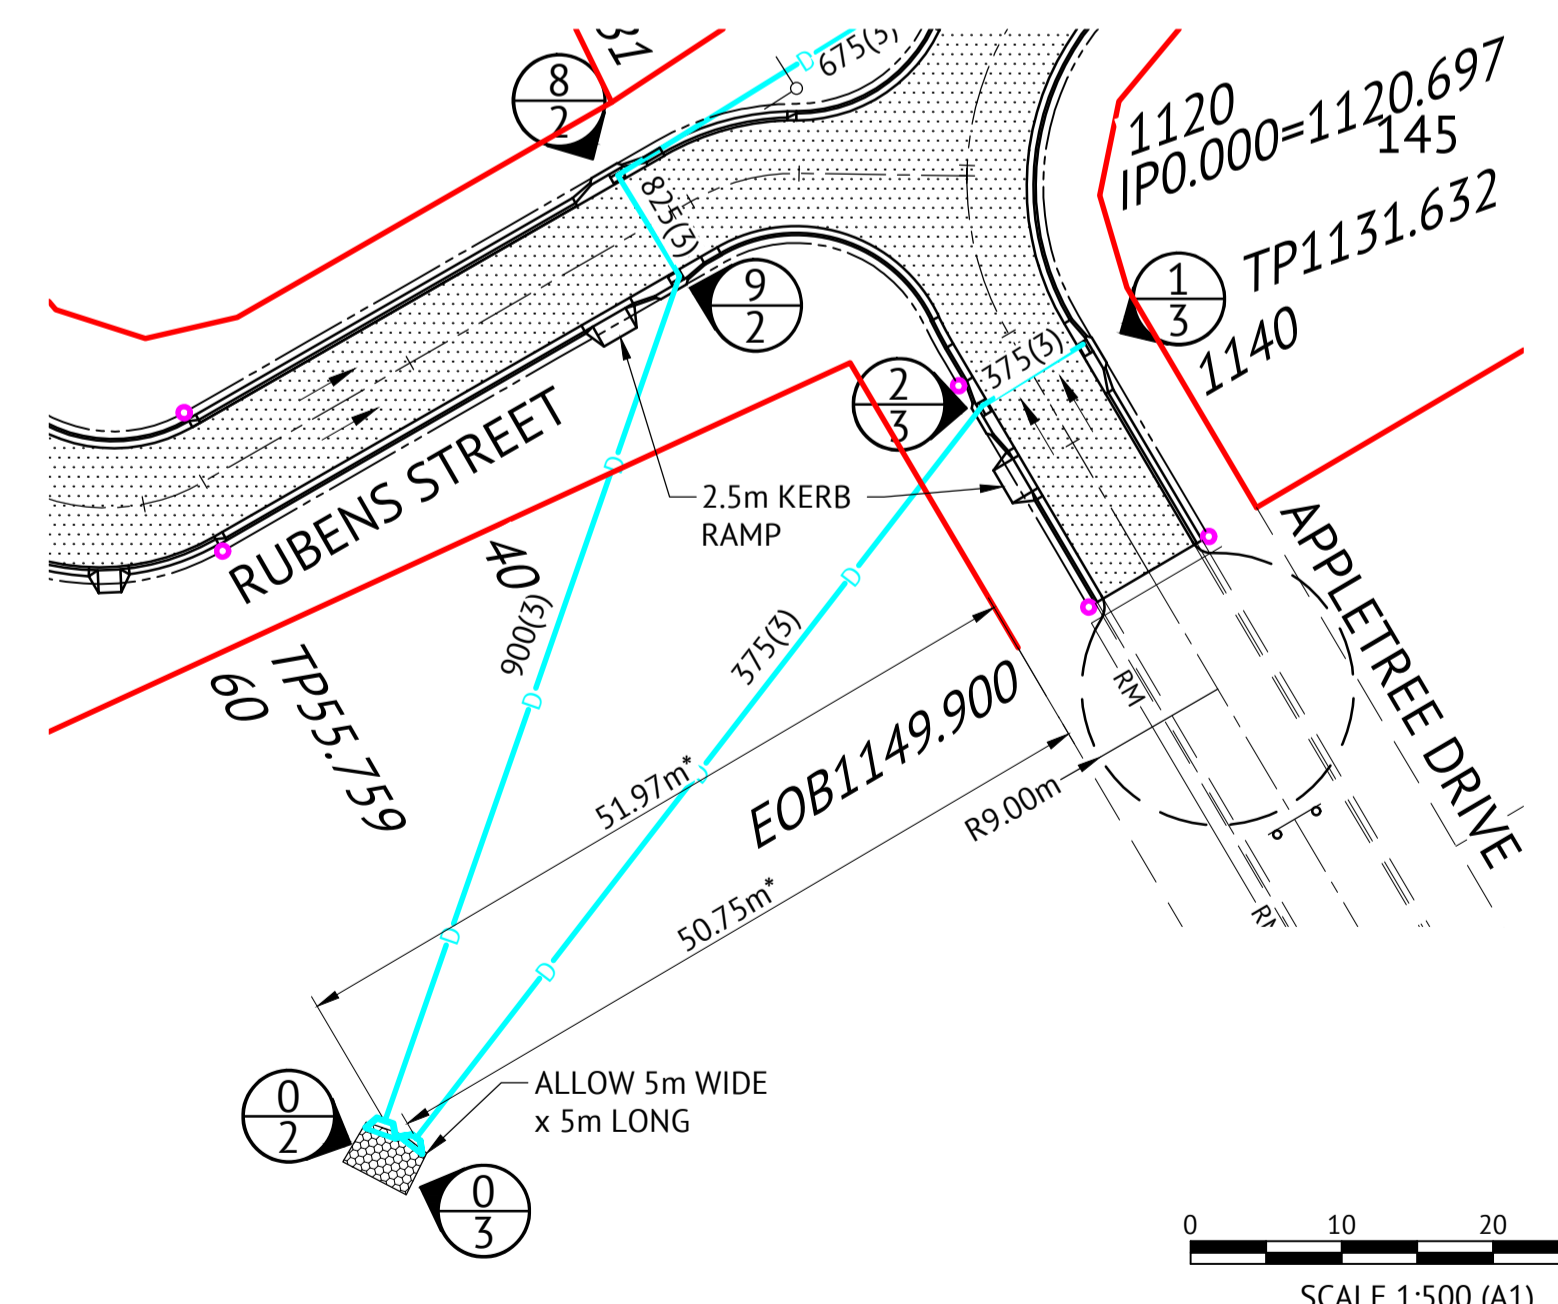 31
675(3)
8
2
1120
IP0.000=1120.697
145
825(3)
TP1131.632
9
2
1
3
1140
375(3)
2
3
RUBENS STREET
2.5m KERB
RAMP
40
900(3)
375(3)
APPLETREE DRIVE
TP55.759
60
RM
EOB1149.900
51.97m*
R9.00m
50.75m*
D
D
D
D
D
D
D
ALLOW 5m WIDE
x 5m LONG
0
2
0
3
0 10 20
SCALE 1:500 (A1)